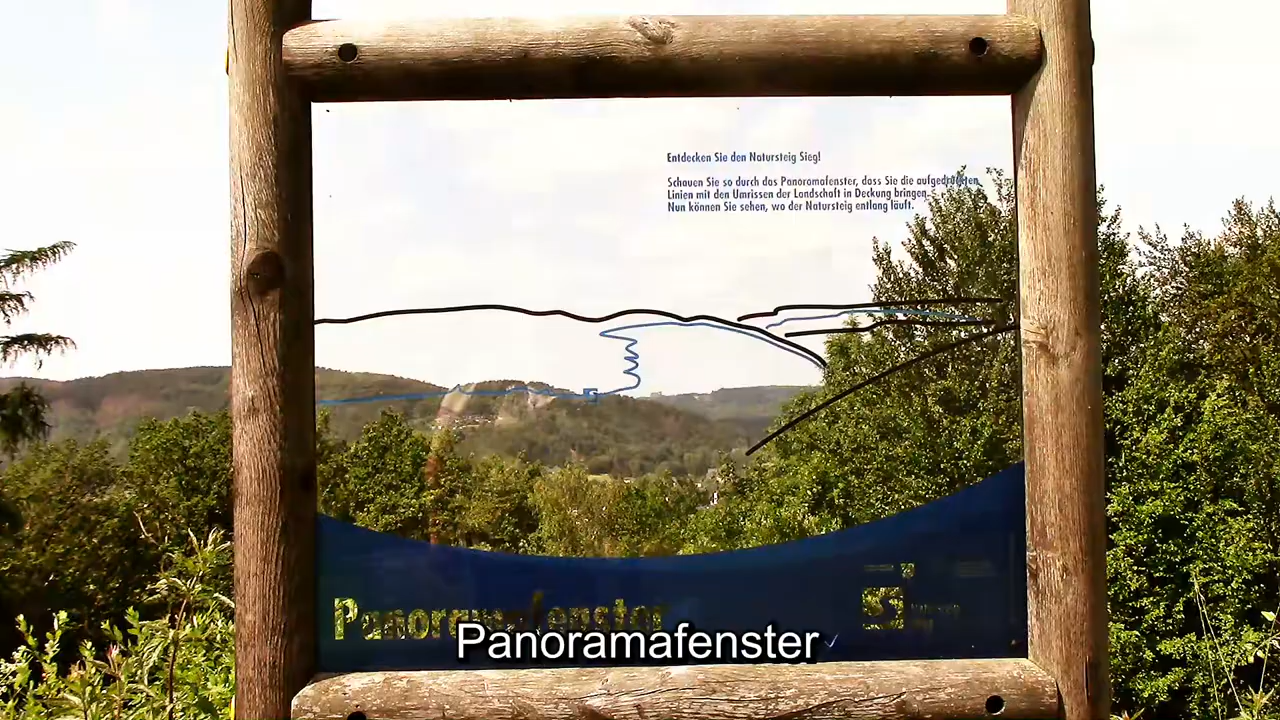 Entdecken Sie den Natursteig Sieg!
Schauen Sie so durch das Panoramafenster, dass Sie die aufgedrückten
Linien mit den Umrissen der Landschaft in Deckung bringen.
Nun können Sie sehen, wo der Natursteig entlang läuft.
Panoramafenster
Panoramafenster